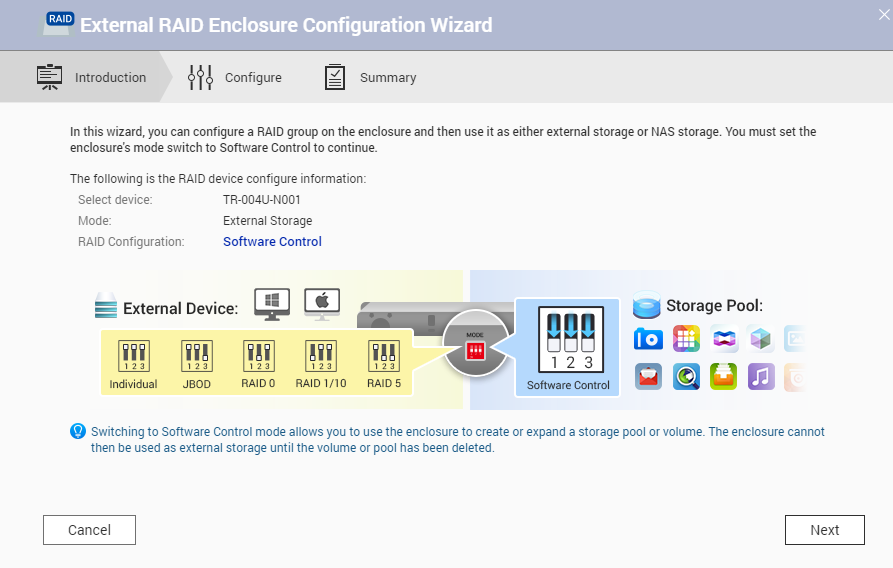 RAID
External RAID Enclosure Configuration Wizard
Introduction
Configure
Summary
In this wizard, you can configure a RAID group on the enclosure and then use it as either external storage or NAS storage. You must set the
enclosure's mode switch to Software Control to continue.
The following is the RAID device configure information:
Select device: TR-004U-N001
Mode: External Storage
RAID Configuration: Software Control
External Device:
1 2 3
Individual
1 2 3
JBOD
1 2 3
RAID 0
1 2 3
RAID 1/10
1 2 3
RAID 5
MODE
1 2 3
Software Control
Storage Pool:
Switching to Software Control mode allows you to use the enclosure to create or expand a storage pool or volume. The enclosure cannot
then be used as external storage until the volume or pool has been deleted.
Cancel
Next